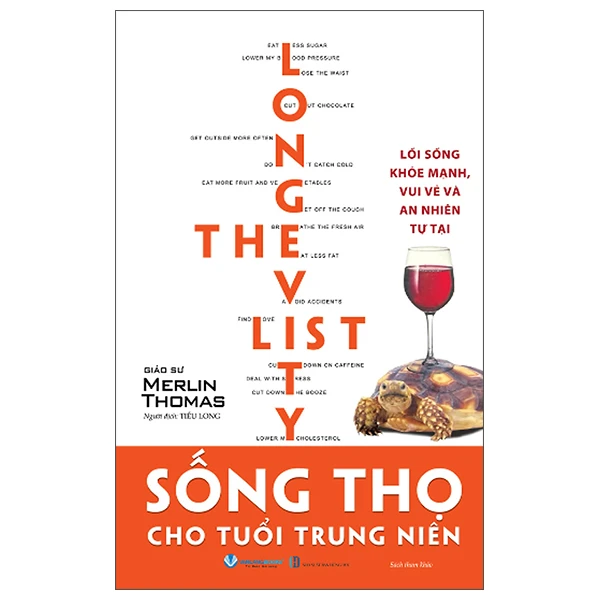 EAT LESS SUGAR
LOWER MY BLOOD PRESSURE
LOSE THE WAIST
CUT OUT CHOCOLATE
GET OUTSIDE MORE OFTEN
DON'T CATCH COLD
EAT MORE FRUIT AND VEGETABLES
GET OFF THE COUCH
BREATHE THE FRESH AIR
THE
EAT LESS FAT
AVOID ACCIDENTS
FIND LOVE
LIST
CUT DOWN ON CAFFEINE
DEAL WITH STRESS
CUT DOWN THE BOOZE
LOWER MY CHOLESTEROL
LONGEVITY
LỐI SỐNG
KHỎE MẠNH,
VUI VẺ VÀ
AN NHIÊN
TỰ TẠI
GIÁO SƯ
MERLIN
THOMAS
Người dịch: TIỂU LONG
SỐNG THỌ
CHO TUỔI TRUNG NIÊN
Sách tham khảo